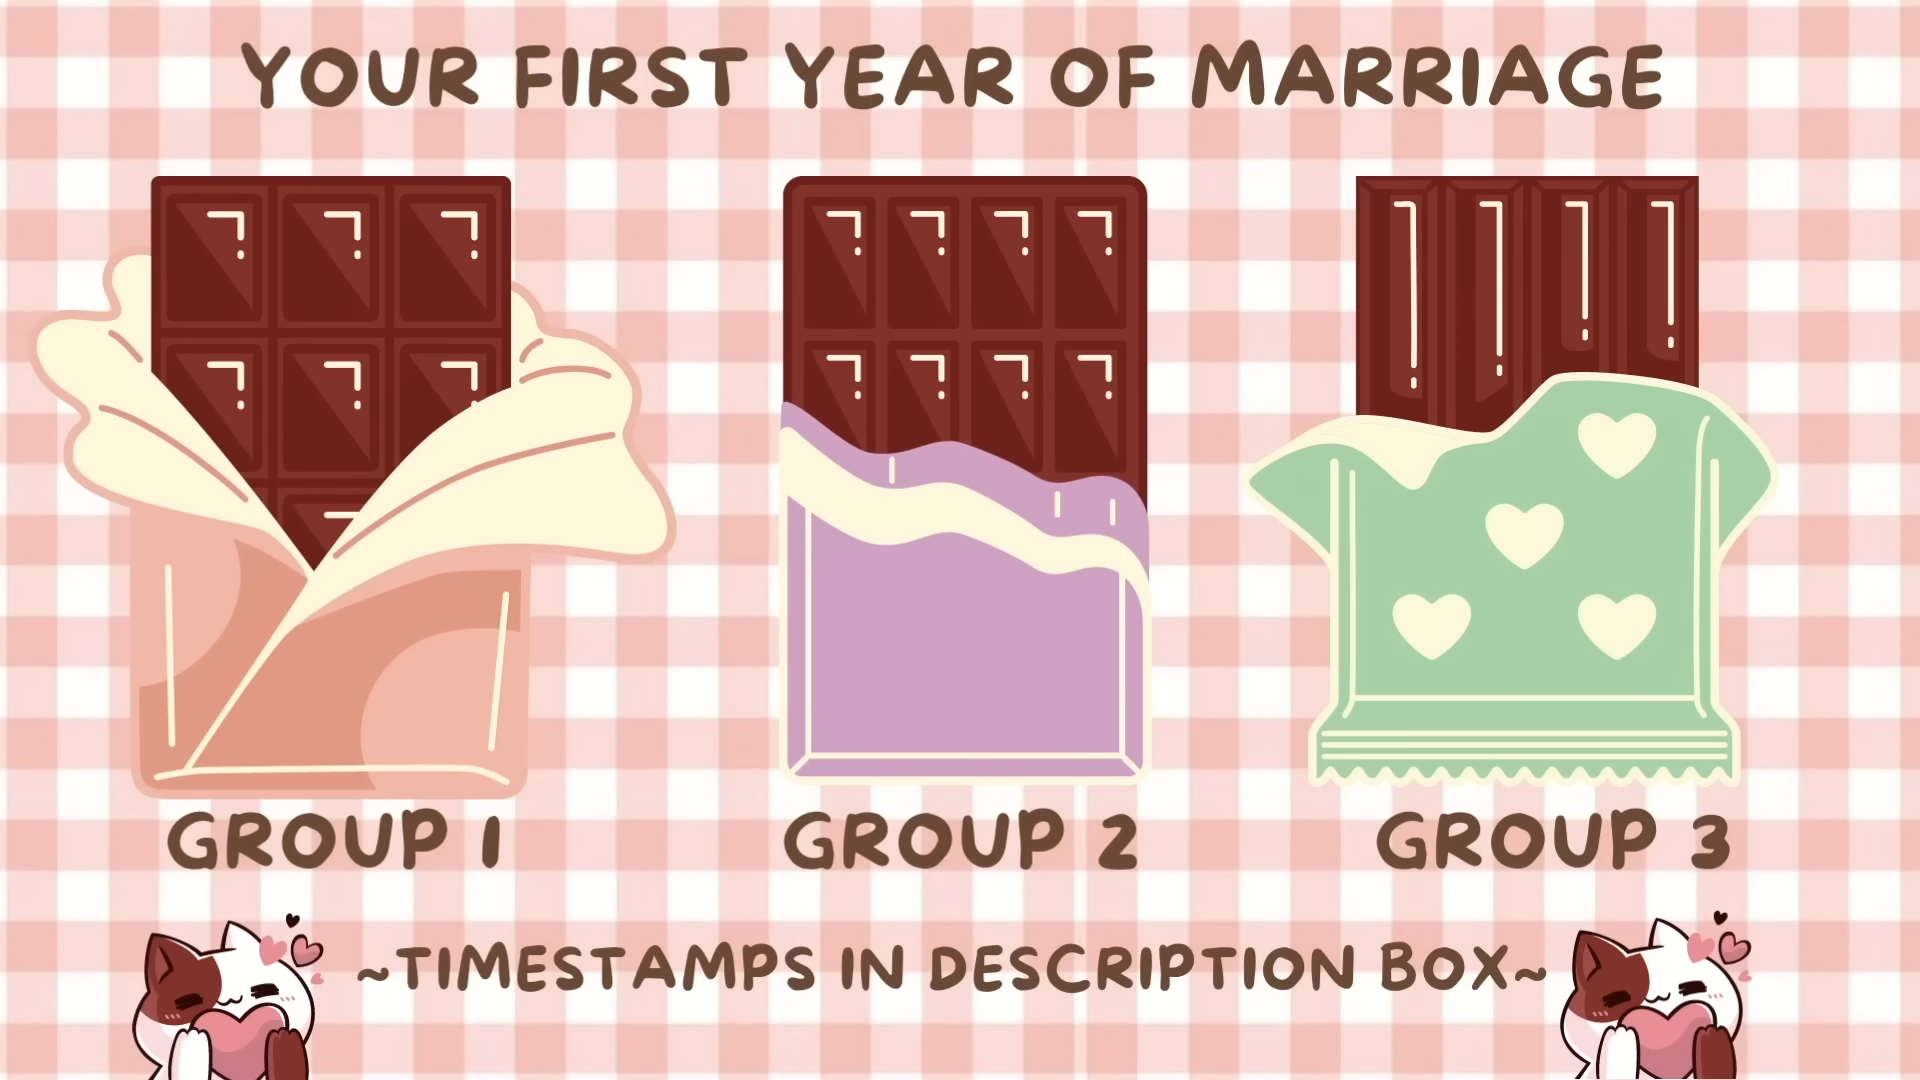 YOUR FIRST YEAR OF MARRIAGE
GROUP 1
GROUP 2
GROUP 3
~TIMESTAMPS IN DESCRIPTION BOX~